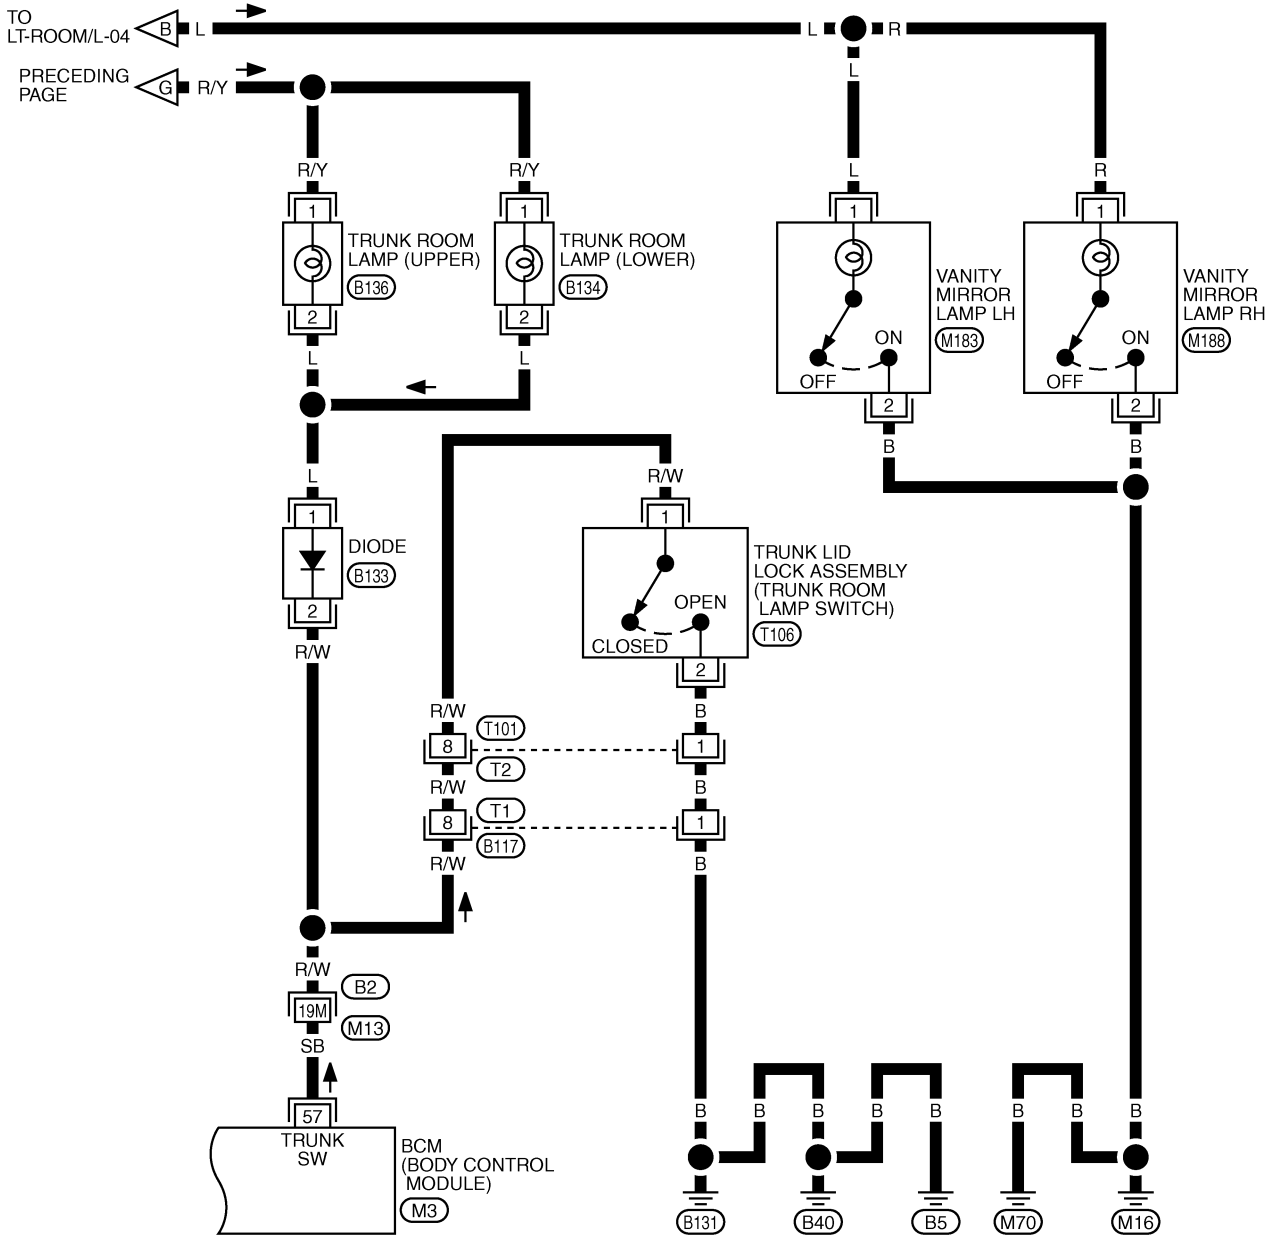 TO
LT-ROOM/L-04
B
L
L
R
PRECEDING
PAGE
G
R/Y
L
R/Y
R/Y
L
R
1
1
1
1
TRUNK ROOM
LAMP (UPPER)
B136
TRUNK ROOM
LAMP (LOWER)
B134
VANITY
MIRROR
LAMP LH
M183
VANITY
MIRROR
LAMP RH
M188
2
2
ON
OFF
ON
OFF
L
L
2
2
B
B
L
R/W
1
1
DIODE
B133
TRUNK LID
LOCK ASSEMBLY
(TRUNK ROOM
LAMP SWITCH)
T106
OPEN
CLOSED
2
2
R/W
R/W
B
T101
8
1
T2
R/W
B
T1
8
1
B117
R/W
B
R/W
B2
19M
M13
SB
57
TRUNK
SW
BCM
(BODY CONTROL
MODULE)
M3
B
B
B
B
B
B
B
B
B131
B40
B5
M70
M16